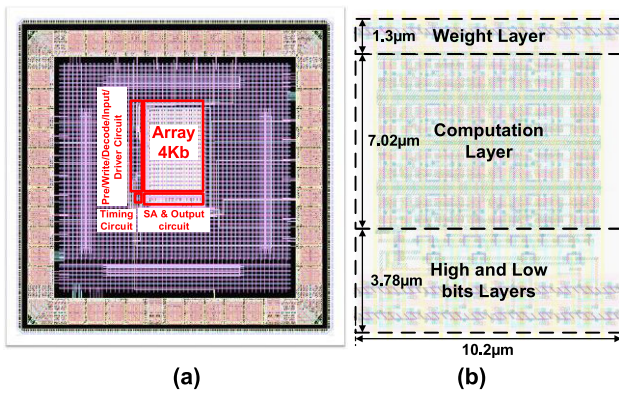 Pre/Write/Decode/Input/
Driver Circuit
Array
4Kb
Timing
Circuit
SA & Output
circuit
(a)
1.3μm
Weight Layer
7.02μm
Computation
Layer
3.78μm
High and Low
bits Layers
10.2μm
(b)